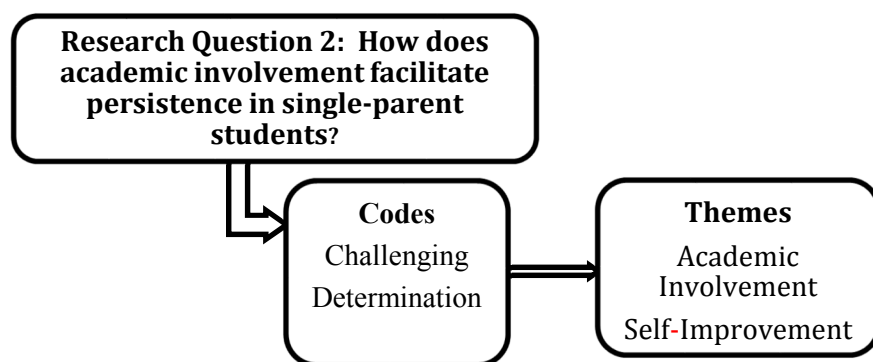 Research Question 2: How does
academic involvement facilitate
persistence in single-parent
students?
Codes
Challenging
Determination
Themes
Academic
Involvement
Self-Improvement